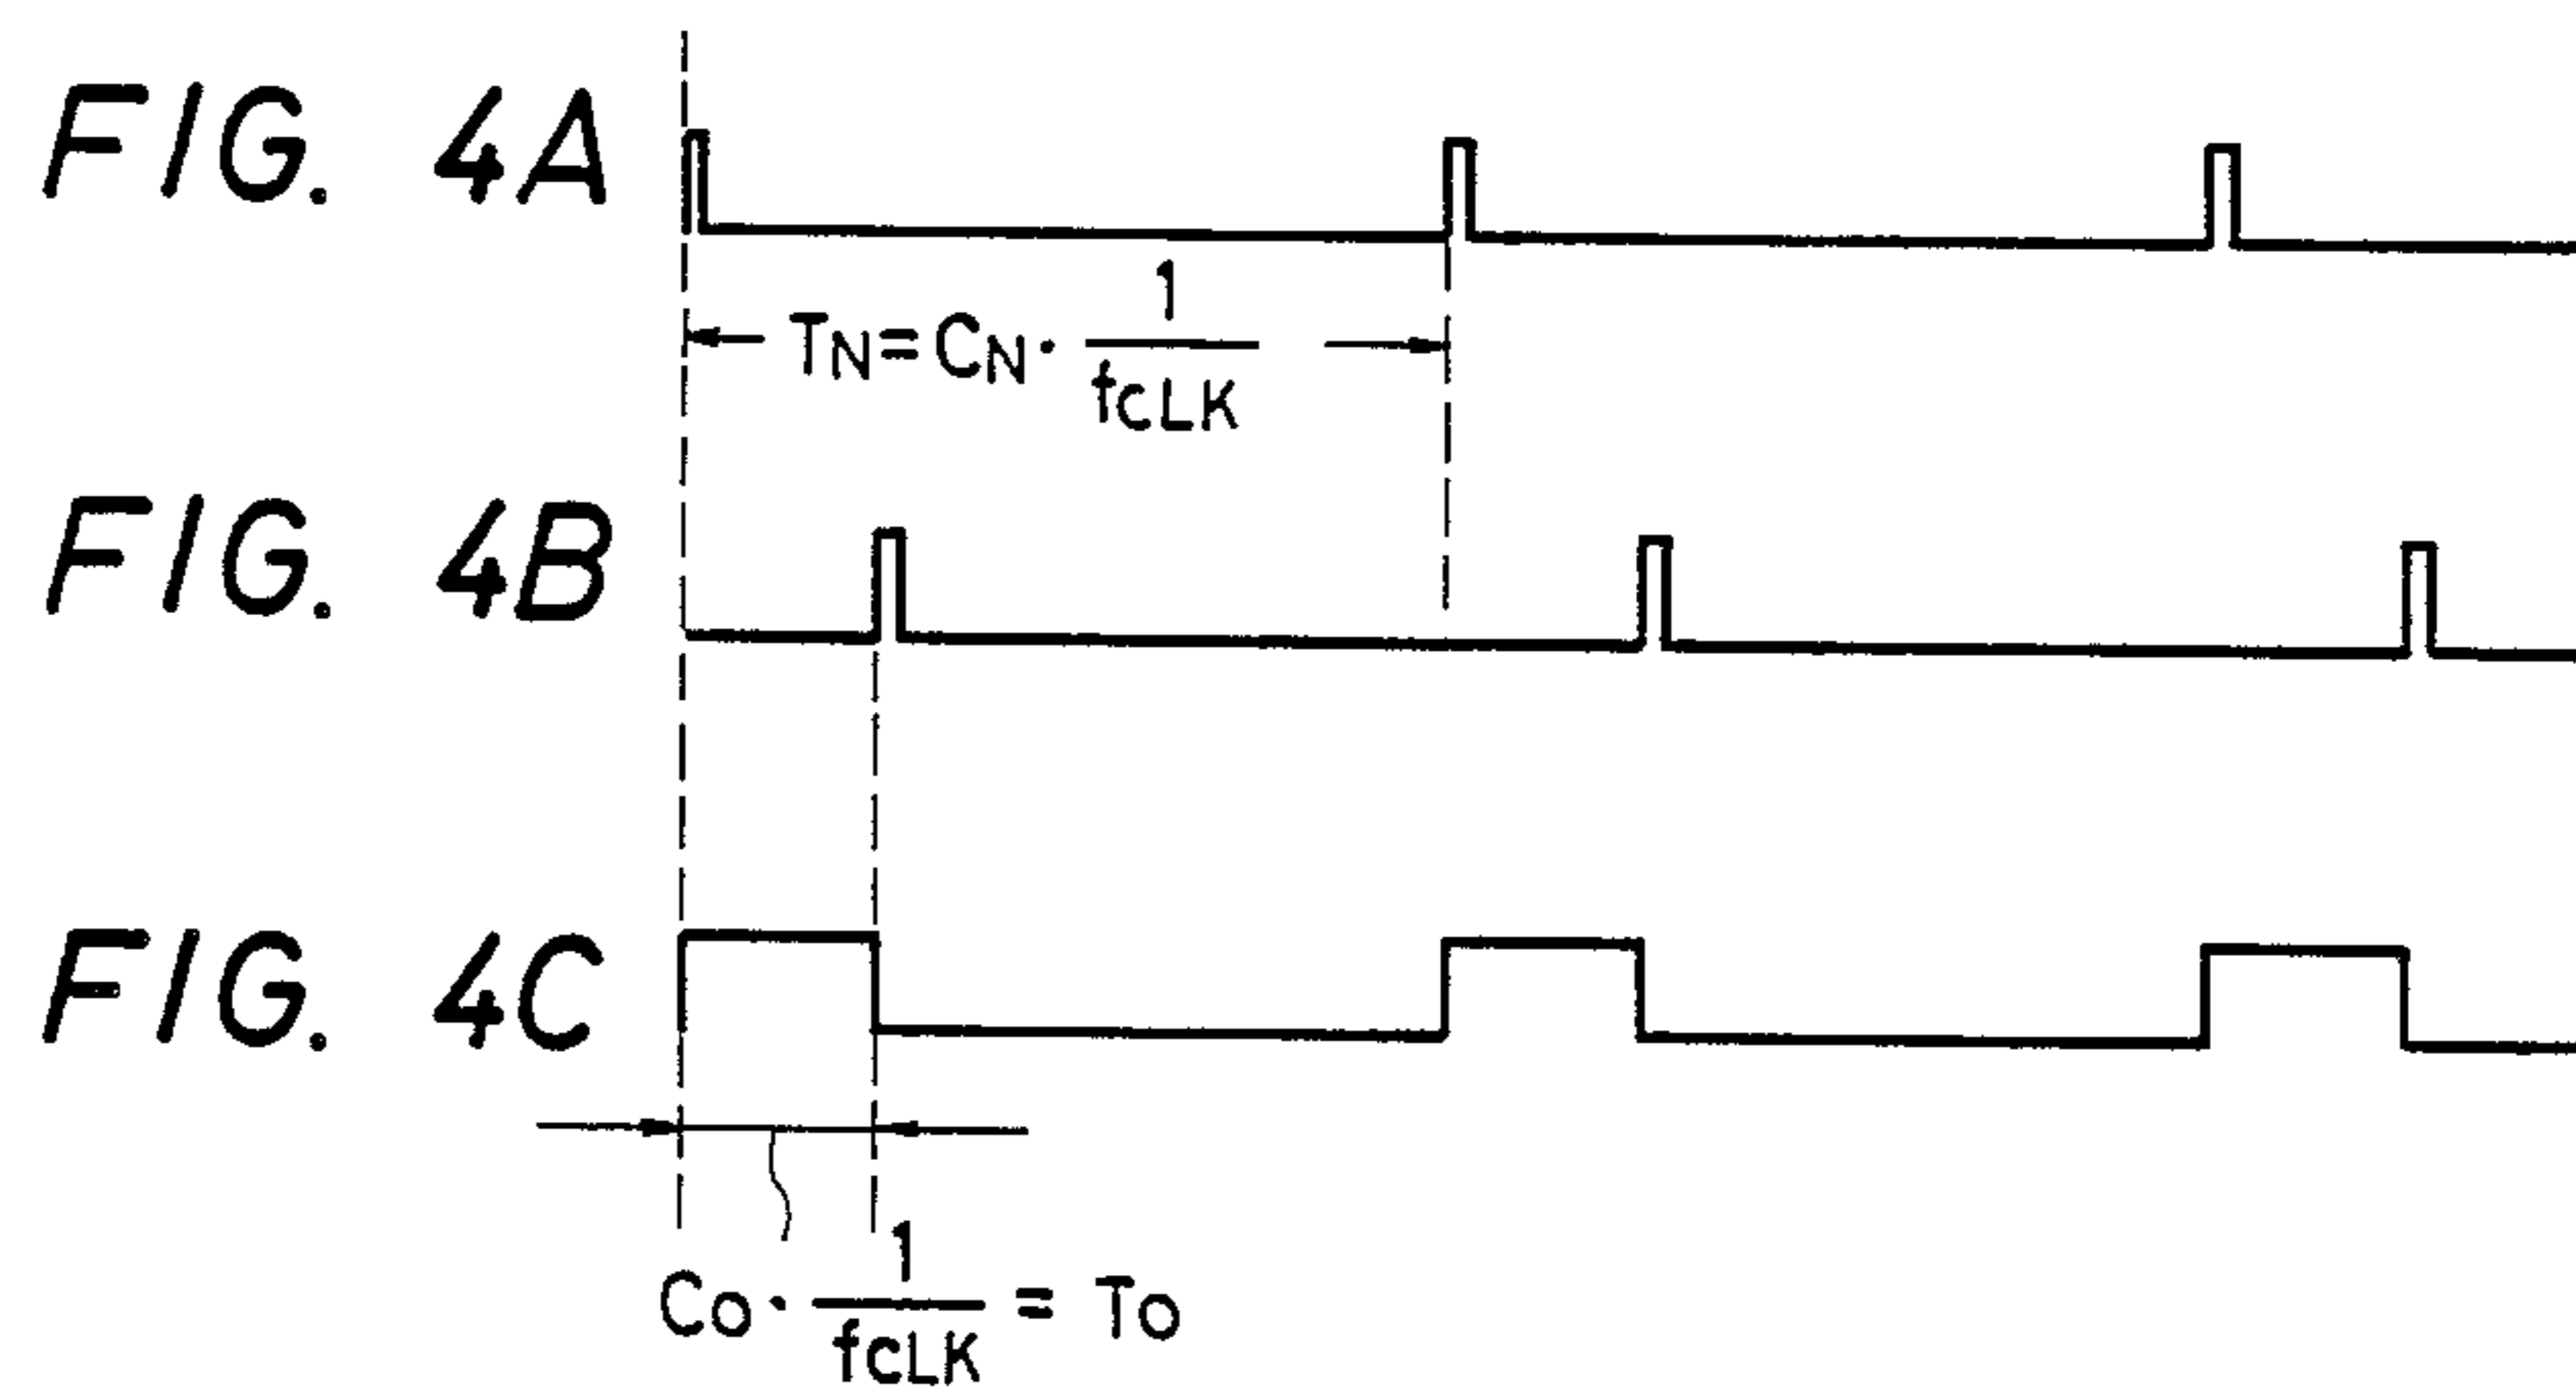 FIG. 4A
TN=CN·1/fCLK
FIG. 4B
FIG. 4C
CO·1/fCLK = TO